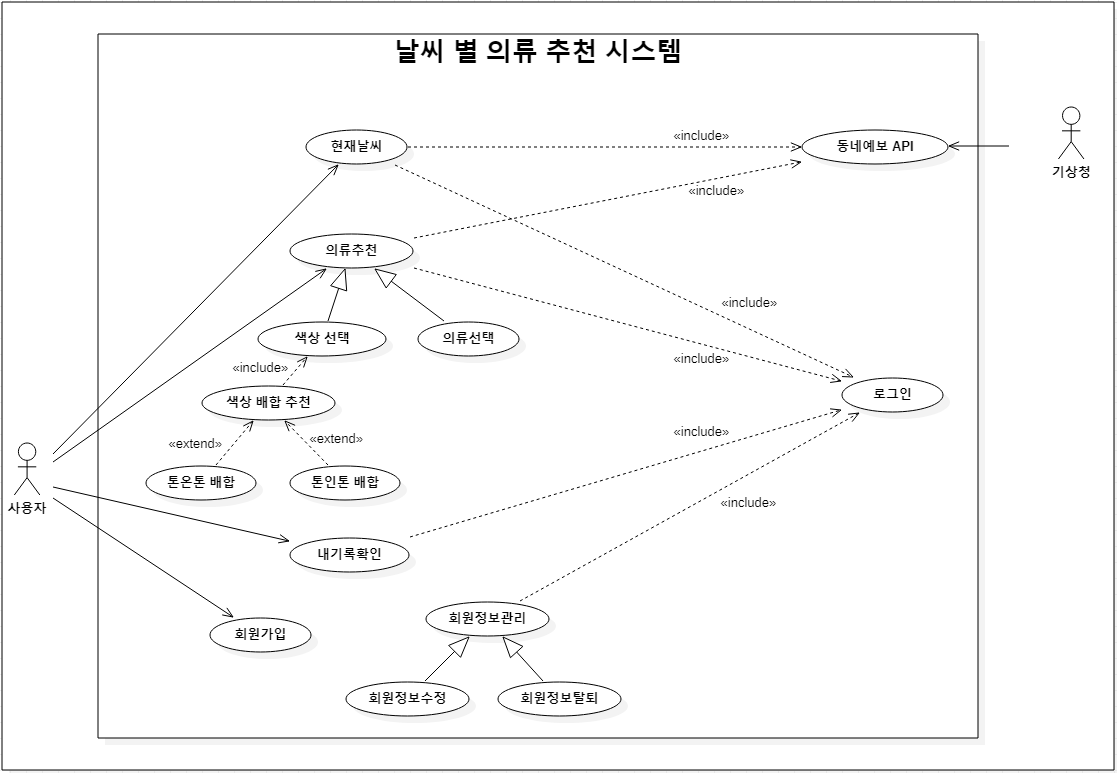 날씨 별 의류 추천 시스템
현재날씨
«include»
동네예보 API
기상청
«include»
의류추천
«include»
색상 선택
의류선택
«include»
«include»
로그인
색상 배합 추천
«extend»
«extend»
«include»
톤온톤 배합
톤인톤 배합
사용자
«include»
내기록확인
회원정보관리
회원가입
회원정보수정
회원정보탈퇴